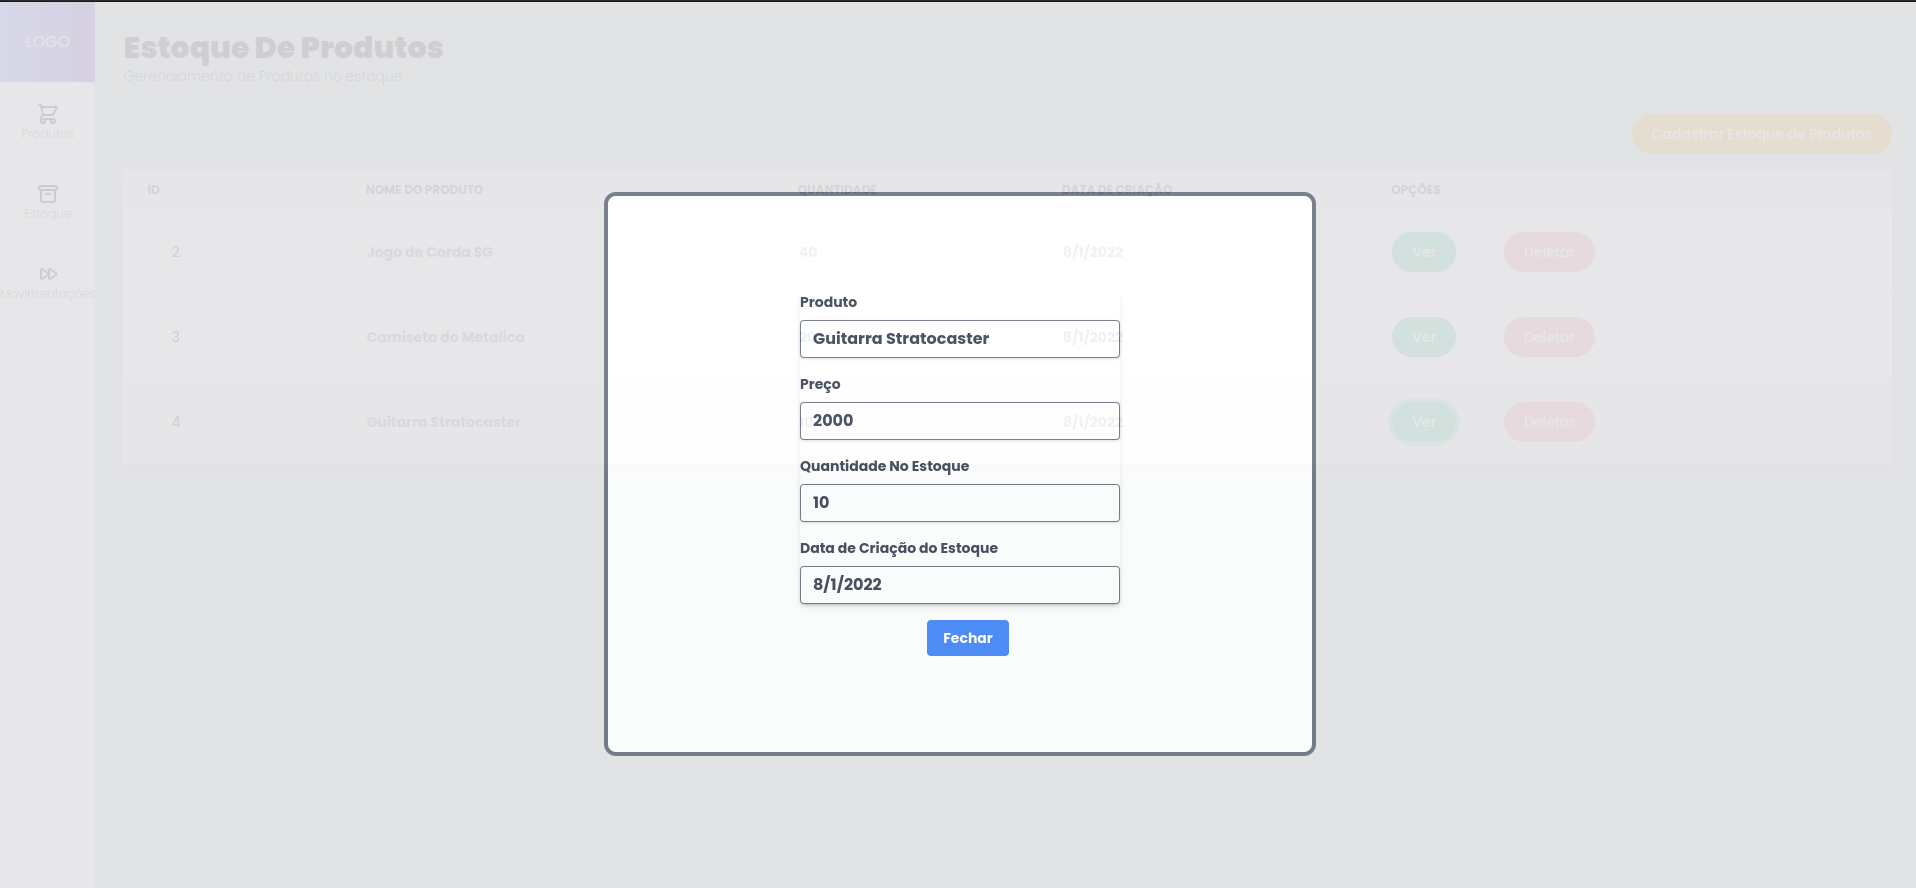 LOGO
Produtos
Estoque
Movimentações
Estoque De Produtos
Gerenciamento de Produtos no estoque
Cadastrar Estoque de Produtos
ID NOME DO PRODUTO QUANTIDADE DATA DE CRIAÇÃO OPÇÕES
2 Jogo de Corda SG 40 8/1/2022 Ver Deletar
3 Camiseta do Metalica 20 8/1/2022 Ver Deletar
4 Guitarra Stratocaster 10 8/1/2022 Ver Deletar
Produto
Guitarra Stratocaster
Preço
2000
Quantidade No Estoque
10
Data de Criação do Estoque
8/1/2022
Fechar